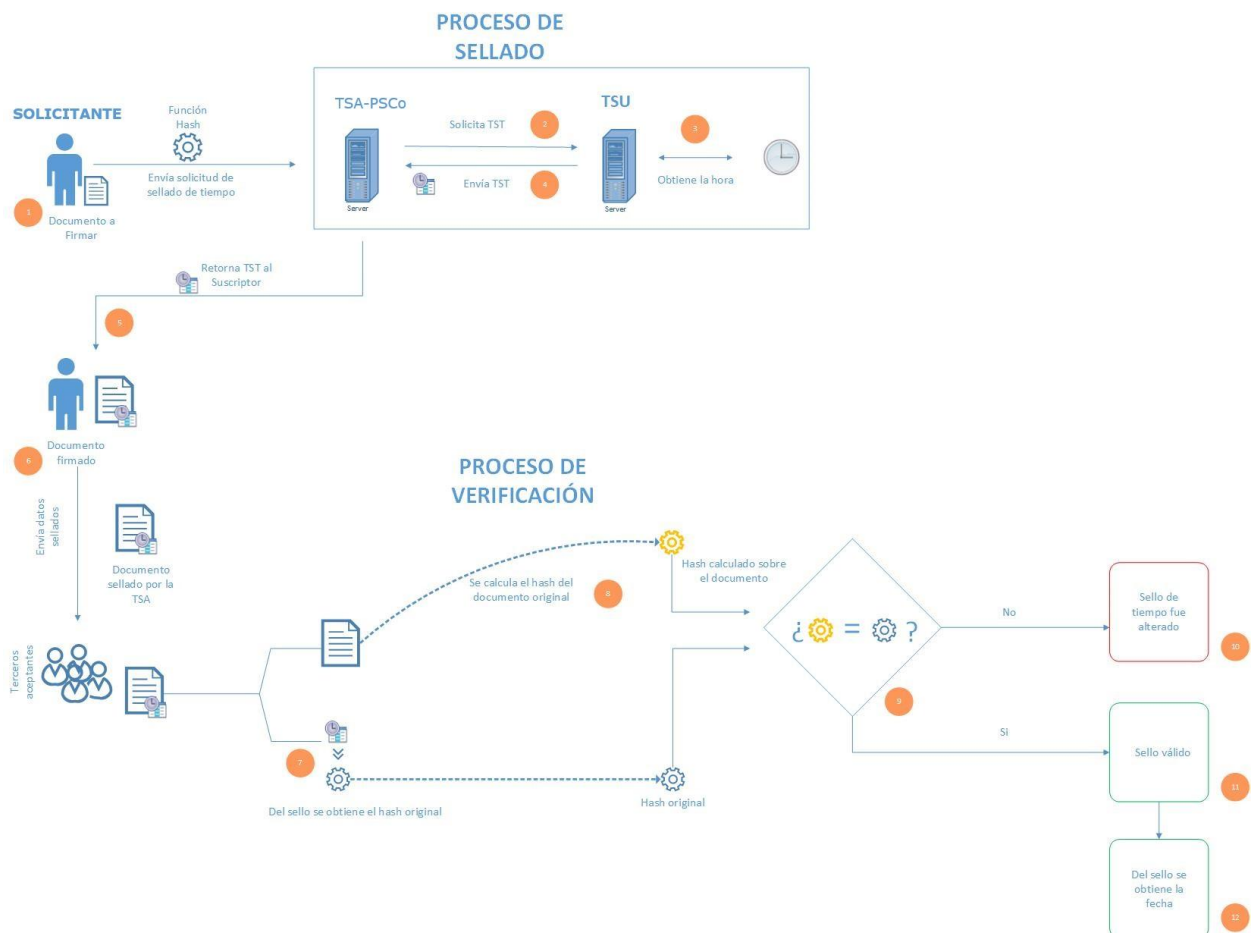 PROCESO DE
SELLADO
SOLICITANTE
Función
Hash
Envía solicitud de
sellado de tiempo
1
Documento a
Firmar
TSA-PSCo
Server
Solicita TST
2
Envía TST
4
TSU
Server
3
Obtiene la hora
Retorna TST al
Suscriptor
5
Documento
firmado
6
Envía datos
sellados
Documento
sellado por la
TSA
Terceros
aceptantes
PROCESO DE
VERIFICACIÓN
Se calcula el hash del
documento original
8
Hash calculado sobre
el documento
7
Del sello se obtiene el hash original
Hash original
¿ = ?
9
No
Sello de
tiempo fue
alterado
10
Si
Sello válido
11
Del sello se
obtiene la
fecha
12